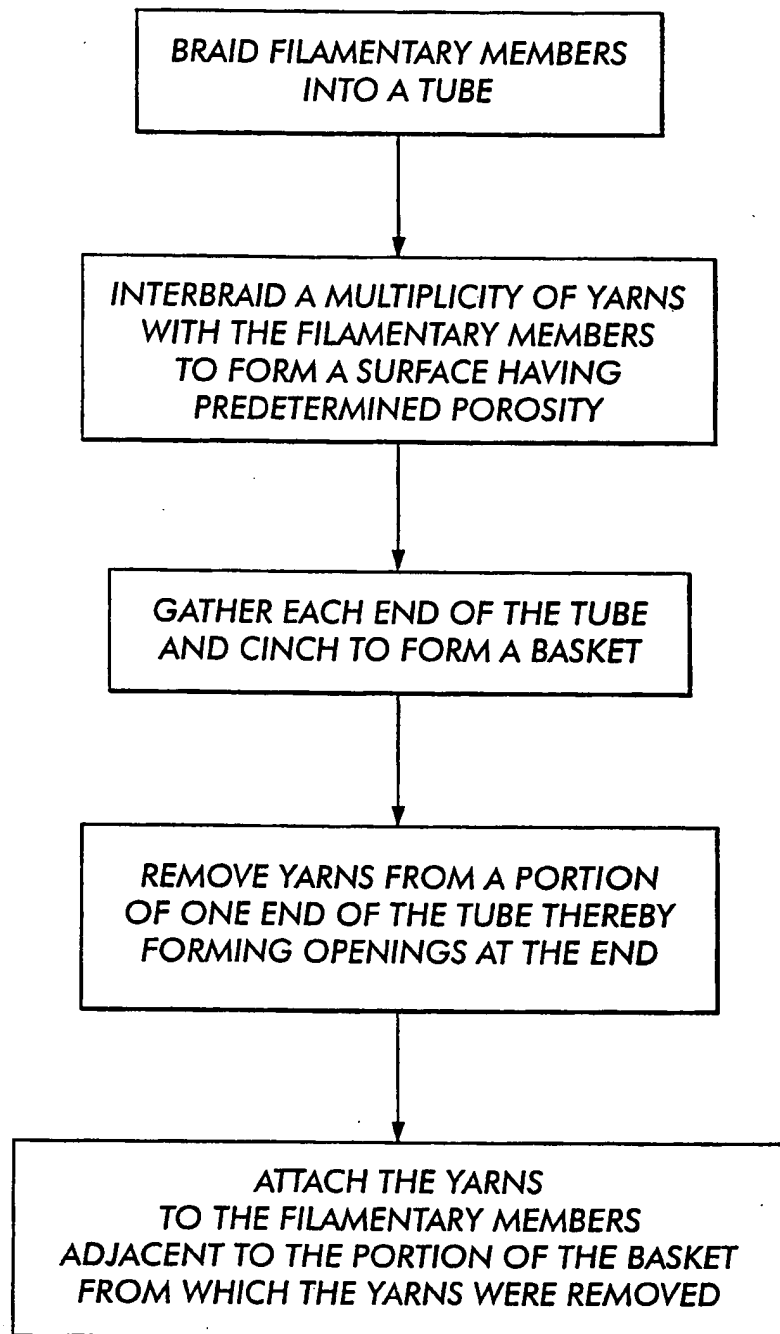 BRAID FILAMENTARY MEMBERS
INTO A TUBE
INTERBRAID A MULTIPLICITY OF YARNS
WITH THE FILAMENTARY MEMBERS
TO FORM A SURFACE HAVING
PREDETERMINED POROSITY
GATHER EACH END OF THE TUBE
AND CINCH TO FORM A BASKET
REMOVE YARNS FROM A PORTION
OF ONE END OF THE TUBE THEREBY
FORMING OPENINGS AT THE END
ATTACH THE YARNS
TO THE FILAMENTARY MEMBERS
ADJACENT TO THE PORTION OF THE BASKET
FROM WHICH THE YARNS WERE REMOVED